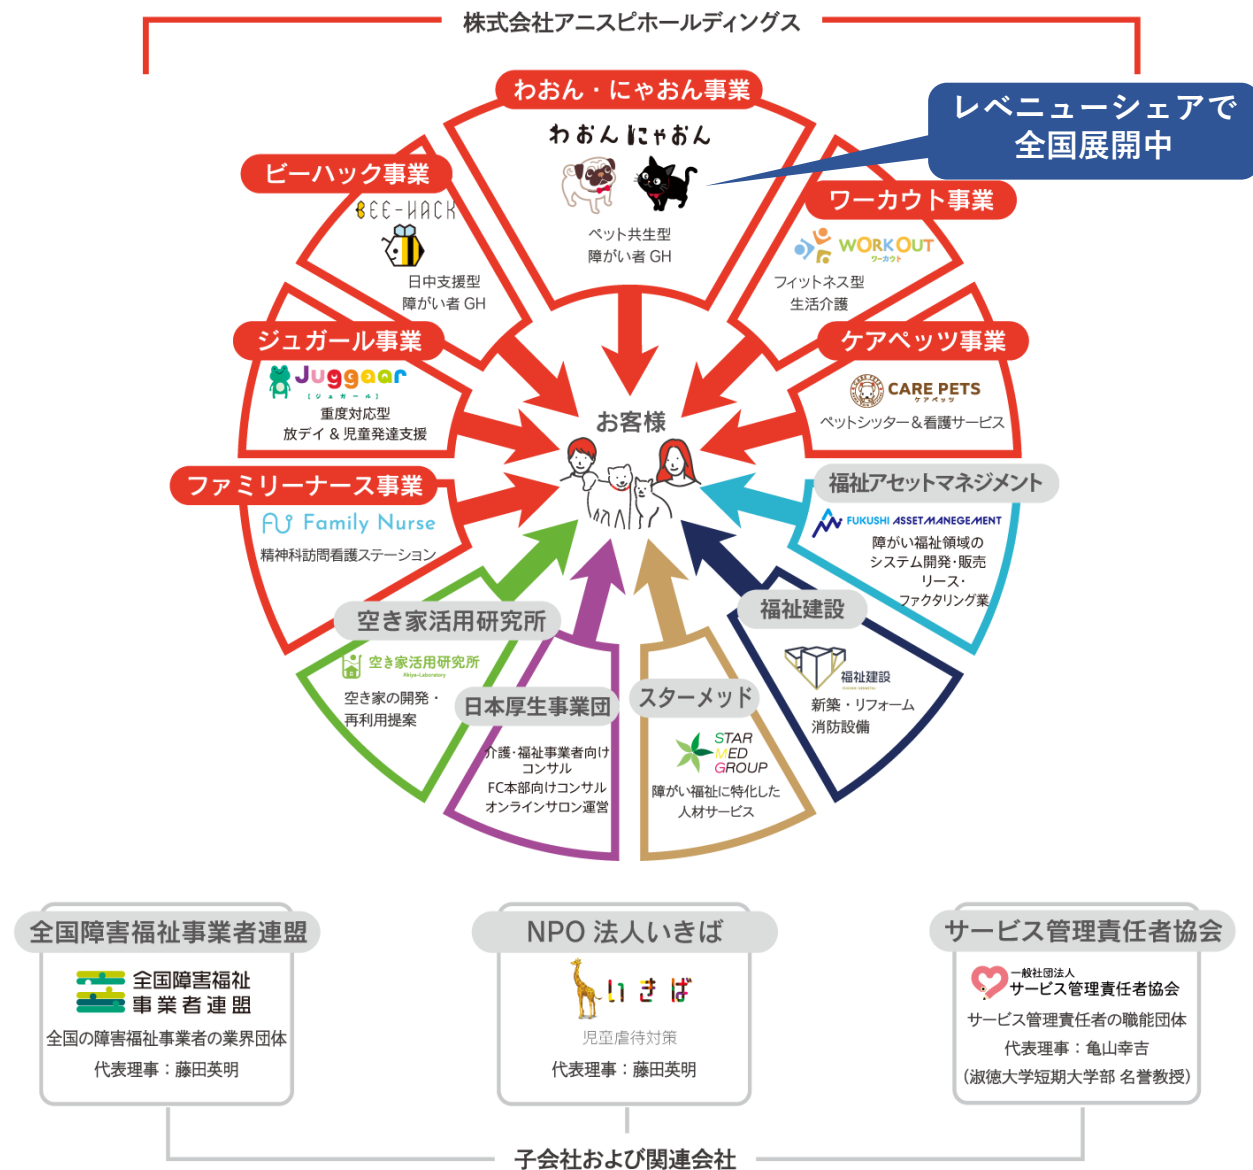 株式会社アニスピホールディングス
わおん・にゃおん事業
わおんにゃおん
ペット共生型
障がい者 GH
レベニューシェアで
全国展開中
ビーハック事業
BEE-HACK
日中支援型
障がい者 GH
ワーカウト事業
WORK OUT
ワーカウト
フィットネス型
生活介護
ジュガール事業
Juggaar
[ジュガール]
重度対応型
放デイ & 児童発達支援
ケアペッツ事業
CARE PETS
ケアペッツ
ペットシッター＆看護サービス
お客様
ファミリーナース事業
Family Nurse
精神科訪問看護ステーション
福祉アセットマネジメント
FUKUSHI ASSET MANEGEMENT
障がい福祉領域の
システム開発・販売
リース・
ファクタリング業
空き家活用研究所
空き家活用研究所
Akiya-Laboratory
空き家の開発・
再利用提案
日本厚生事業団
介護・福祉事業者向け
コンサル
FC本部向けコンサル
オンラインサロン運営
スターメッド
STAR
MED
GROUP
障がい福祉に特化した
人材サービス
福祉建設
福祉建設
新築・リフォーム
消防設備
全国障害福祉事業者連盟
全国障害福祉
事業者連盟
全国の障害福祉事業者の業界団体
代表理事：藤田英明
NPO 法人いきば
いきば
児童虐待対策
代表理事：藤田英明
サービス管理責任者協会
一般社団法人
サービス管理責任者協会
サービス管理責任者の職能団体
代表理事：亀山幸吉
(淑徳大学短期大学部 名誉教授)
子会社および関連会社